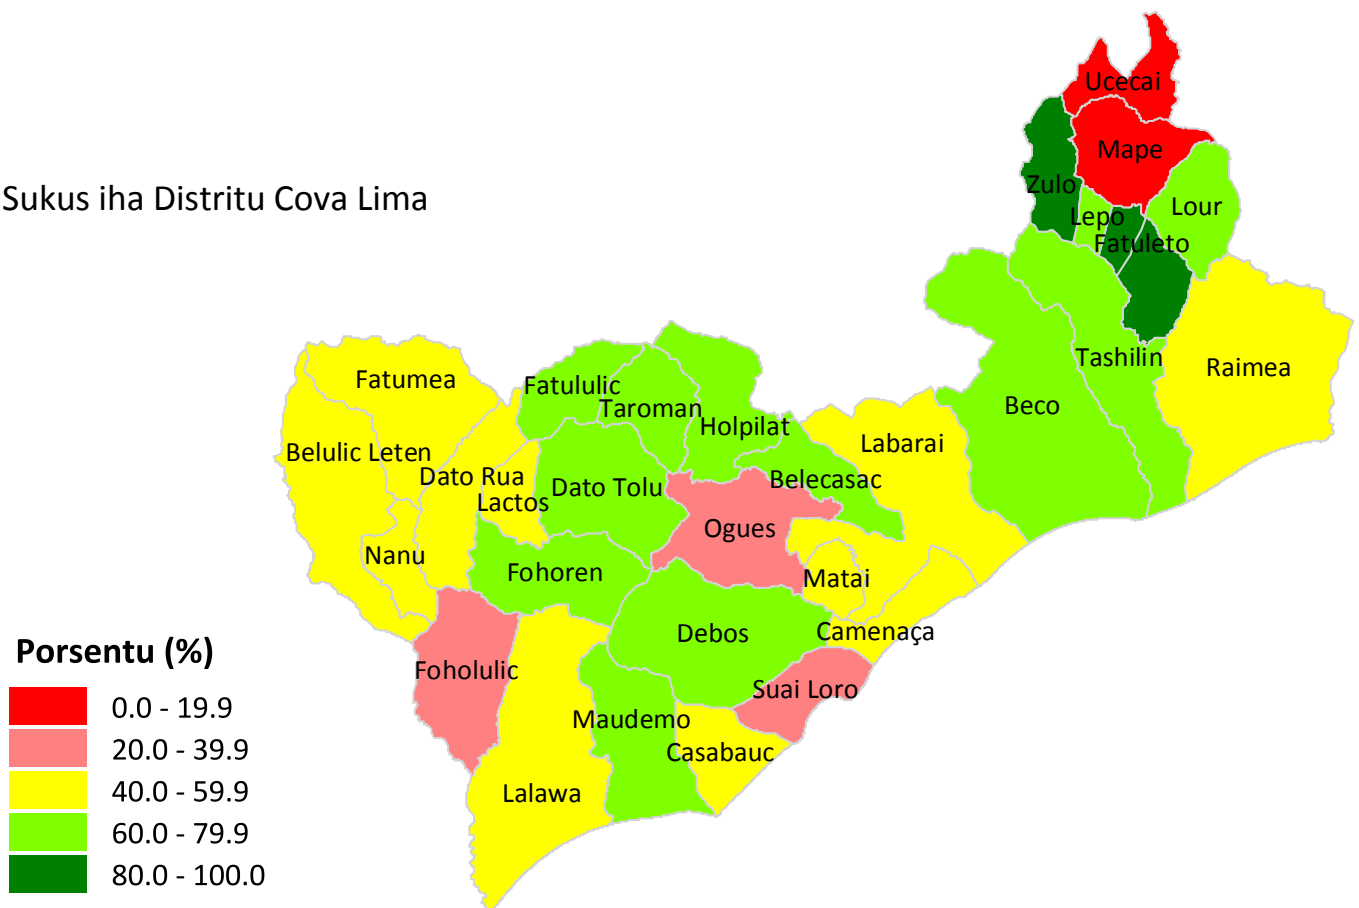 Ucecai
Mape
Zulo
Sukus iha Distritu Cova Lima
Lepo
Lour
Fatuleto
Tashilin
Raimea
Fatumea
Fatululic
Taroman
Beco
Holpilat
Labarai
Belulic Leten
Dato Rua
Belecasac
Dato Tolu
Lactos
Ogues
Nanu
Fohoren
Matai
Debos
Camenaça
Porsentu (%)
Foholulic
Suai Loro
0.0 - 19.9
Maudemo
20.0 - 39.9
Casabauc
40.0 - 59.9
Lalawa
60.0 - 79.9
80.0 - 100.0